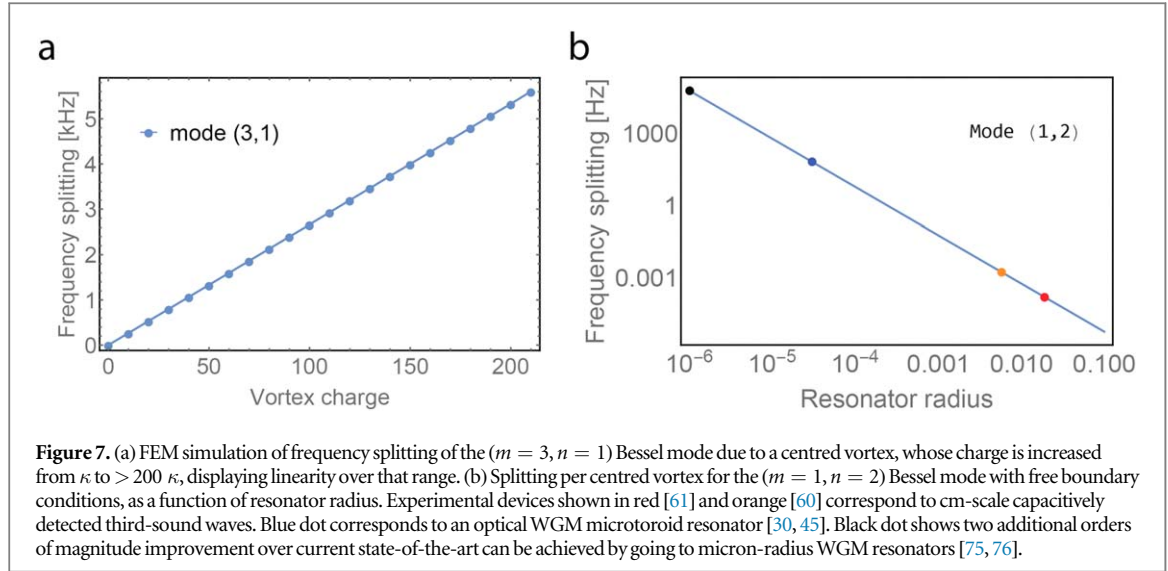 a
b
Frequency splitting [kHz]
5
4
3
2
1
0
mode (3,1)
0 50 100 150 200
Vortex charge
Frequency splitting [Hz]
1000
1
0.001
Mode (1,2)
10⁻⁶ 10⁻⁵ 10⁻⁴ 0.001 0.010 0.100
Resonator radius
Figure 7. (a) FEM simulation of frequency splitting of the (m = 3, n = 1) Bessel mode due to a centred vortex, whose charge is increased
from κ to > 200 κ, displaying linearity over that range. (b) Splitting per centred vortex for the (m = 1, n = 2) Bessel mode with free boundary
conditions, as a function of resonator radius. Experimental devices shown in red [61] and orange [60] correspond to cm-scale capacitively
detected third-sound waves. Blue dot corresponds to an optical WGM microtoroid resonator [30, 45]. Black dot shows two additional orders
of magnitude improvement over current state-of-the-art can be achieved by going to micron-radius WGM resonators [75, 76].